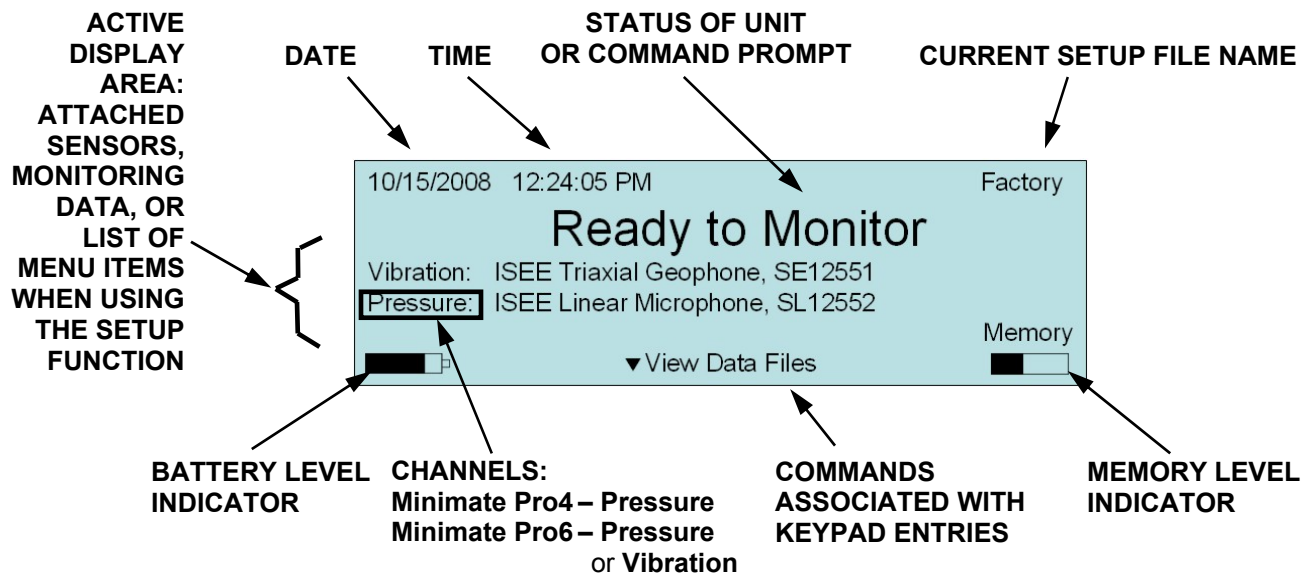 ACTIVE
DISPLAY
AREA:
ATTACHED
SENSORS,
MONITORING
DATA, OR
LIST OF
MENU ITEMS
WHEN USING
THE SETUP
FUNCTION
DATE
TIME
STATUS OF UNIT
OR COMMAND PROMPT
CURRENT SETUP FILE NAME
10/15/2008 12:24:05 PM Factory
Ready to Monitor
Vibration: ISEE Triaxial Geophone, SE12551
Pressure: ISEE Linear Microphone, SL12552
Memory
▼View Data Files
BATTERY LEVEL
INDICATOR
CHANNELS:
Minimate Pro4 – Pressure
Minimate Pro6 – Pressure
or Vibration
COMMANDS
ASSOCIATED WITH
KEYPAD ENTRIES
MEMORY LEVEL
INDICATOR